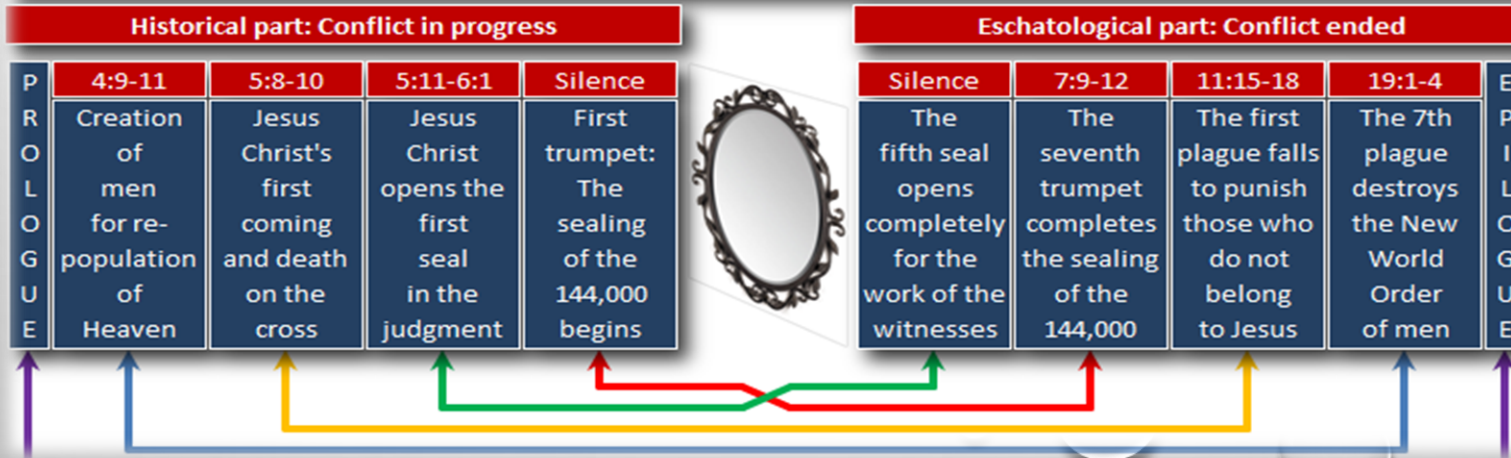 Historical part: Conflict in progress
Eschatological part: Conflict ended
P
R
O
L
O
G
U
E
4:9-11
Creation
of
men
for re-
population
of
Heaven
5:8-10
Jesus
Christ's
first
coming
and death
on the
cross
5:11-6:1
Jesus
Christ
opens the
first
seal
in the
judgment
Silence
First
trumpet:
The
sealing
of the
144,000
begins
Silence
The
fifth seal
opens
completely
for the
work of the
witnesses
7:9-12
The
seventh
trumpet
completes
the sealing
of the
144,000
11:15-18
The first
plague falls
to punish
those who
do not
belong
to Jesus
19:1-4
The 7th
plague
destroys
the New
World
Order
of men
E
P
I
L
O
G
U
E